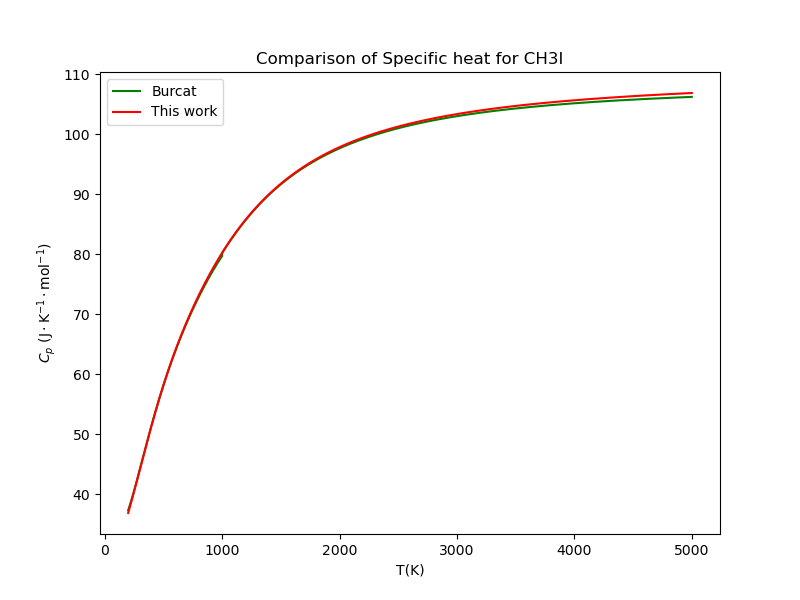 Comparison of Specific heat for CH3I
Burcat
This work
110
100
90
80
70
60
50
40
$C_p$ (J · K$^{-1}$ · mol$^{-1}$)
0 1000 2000 3000 4000 5000
T(K)